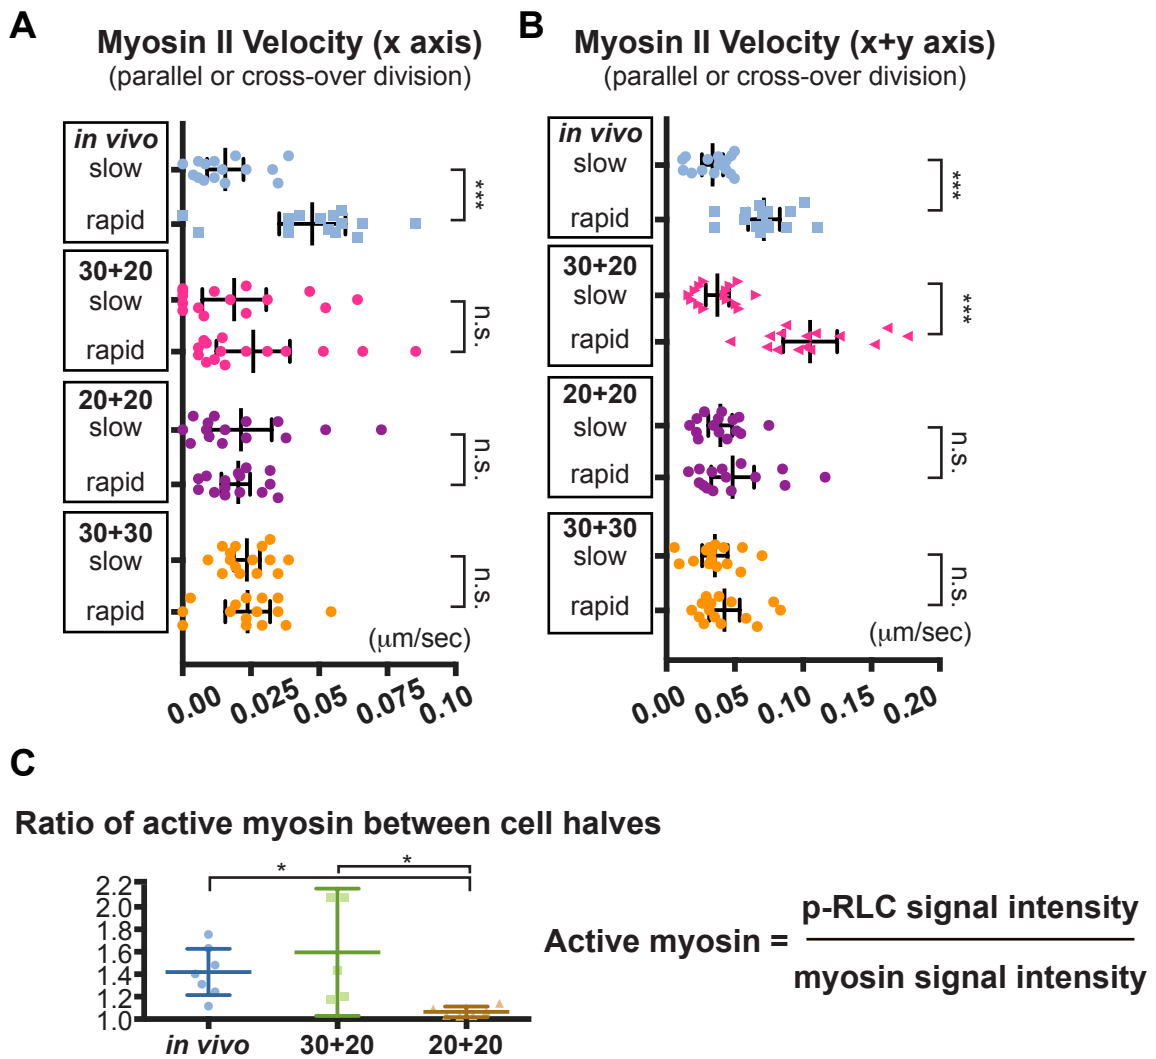 A
Myosin II Velocity (x axis)
(parallel or cross-over division)
in vivo
slow
rapid
***
30+20
slow
rapid
n.s
20+20
slow
rapid
n.s.
30+30
slow
rapid
n.s.
(μm/sec)
0.00 0.025 0.05 0.075 0.10
B
Myosin II Velocity (x+y axis)
(parallel or cross-over division)
in vivo
slow
rapid
***
30+20
slow
rapid
***
20+20
slow
rapid
n.s.
30+30
slow
rapid
n.s.
(μm/sec)
0.00 0.05 0.10 0.15 0.20
C
Ratio of active myosin between cell halves
* *
2.2
2.0
1.8
1.6
1.4
1.2
1.0
in vivo 30+20 20+20
Active myosin =
p-RLC signal intensity
myosin signal intensity